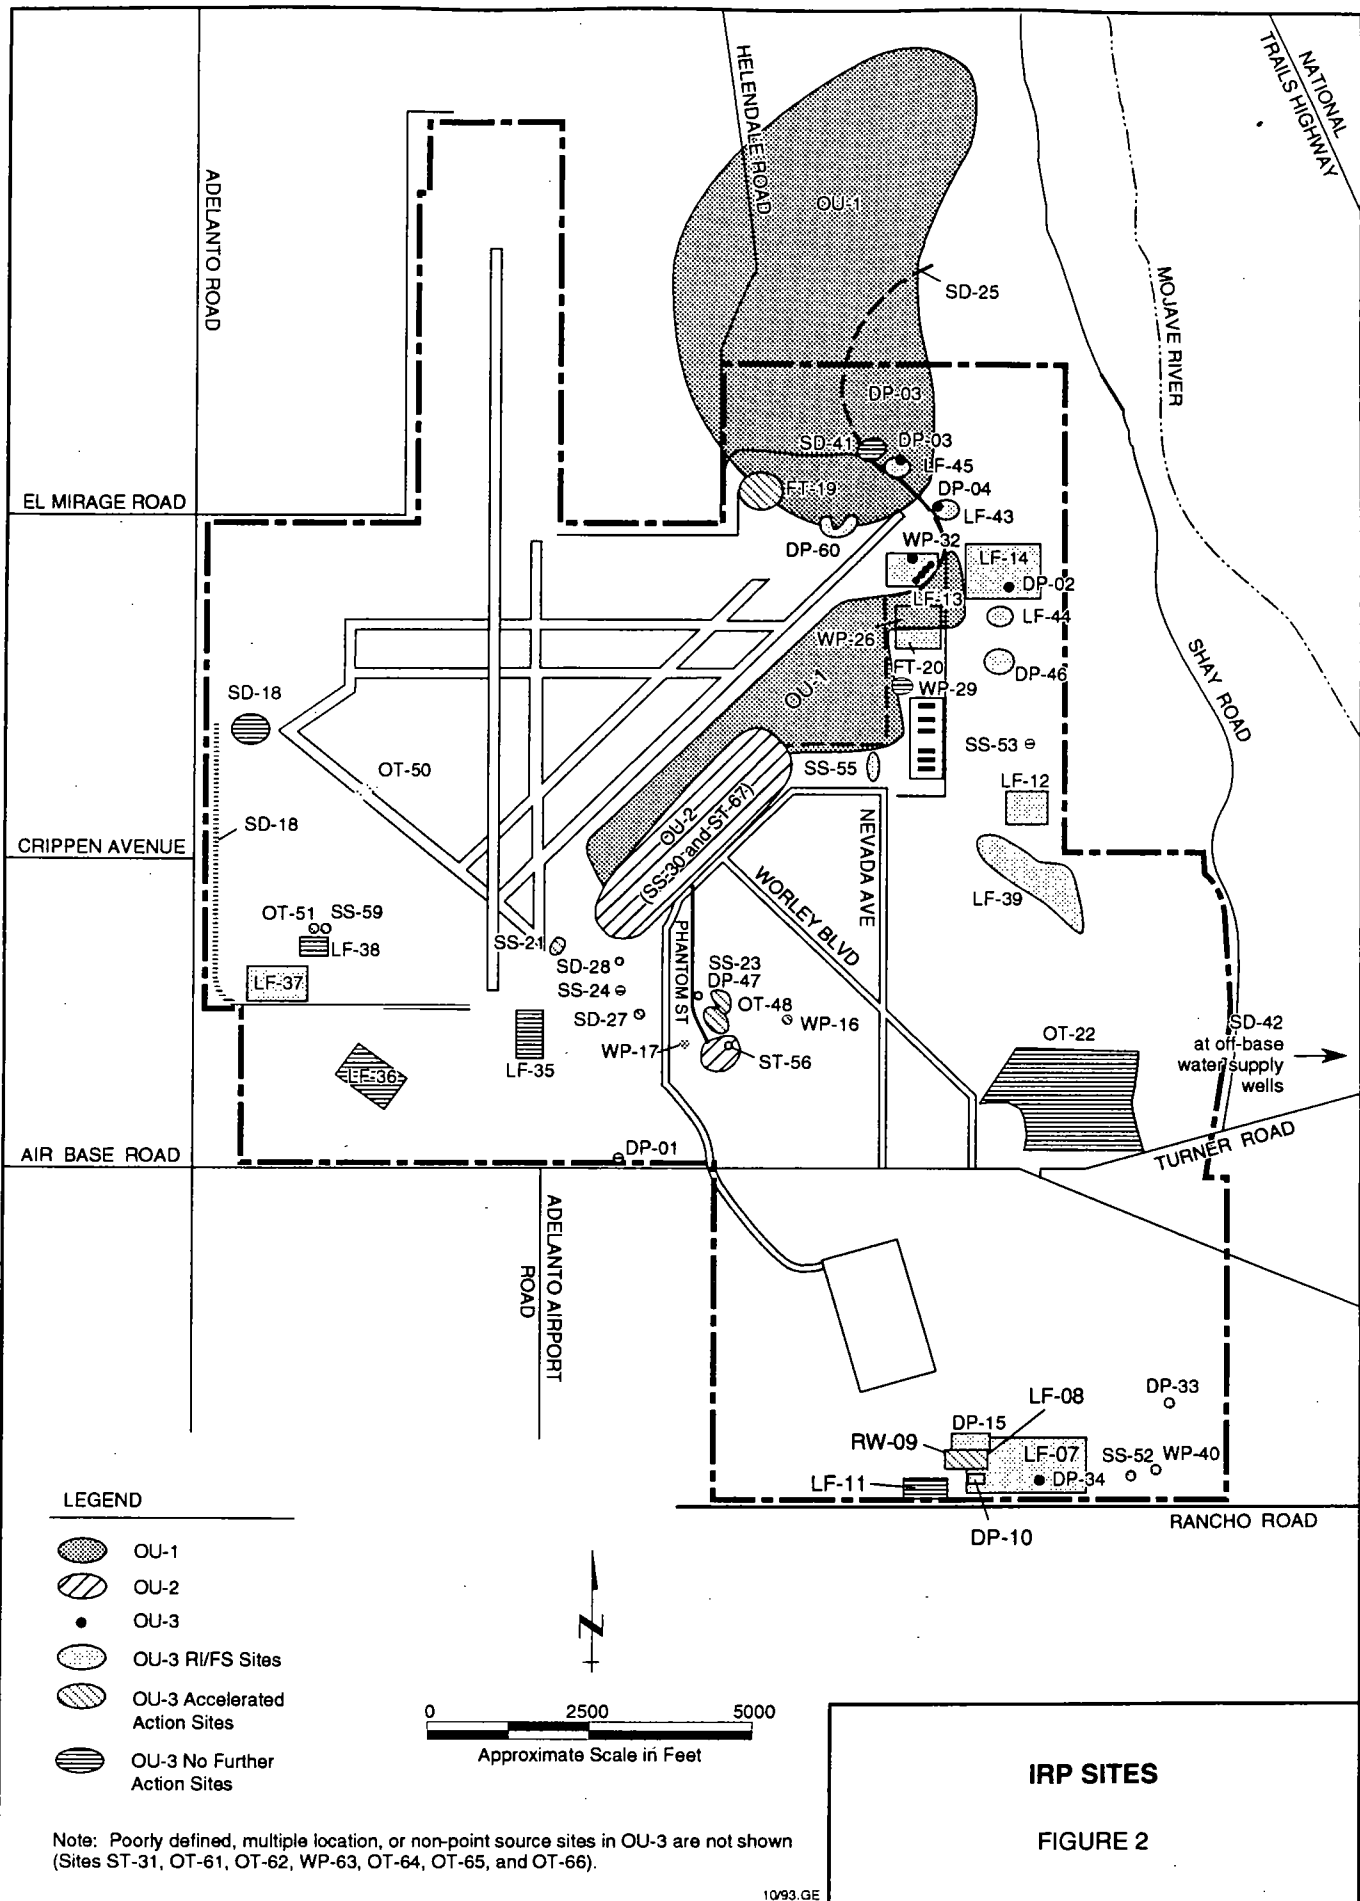 HELENDALE ROAD
NATIONAL
TRAILS HIGHWAY
ADELANTO ROAD
OU-1
SD-25
MOJAVE RIVER
DP-03
SD-41
DP-03
LF-45
EL MIRAGE ROAD
FT-19
DP-04
LF-43
DP-60
WP-32
LF-14
DP-02
LF-13
LF-44
WP-26
FT-20
DP-46
SHAY ROAD
SD-18
OU-1
WP-29
OT-50
SS-55
SS-53
LF-12
SD-18
CRIPPEN AVENUE
OU-2
(SS-30 and ST-67)
NEVADA AVE
WORLEY BLVD
LF-39
OT-51
SS-59
LF-38
SS-21
LF-37
SD-28
PHANTOM ST
SS-23
DP-47
SS-24
OT-48
SD-27
WP-16
WP-17
ST-56
LF-35
LF-36
OT-22
SD-42
at off-base
water supply
wells
AIR BASE ROAD
DP-01
TURNER ROAD
ADELANTO AIRPORT
ROAD
DP-33
LF-08
DP-15
RW-09
LF-07
SS-52
WP-40
LF-11
DP-34
RANCHO ROAD
DP-10
LEGEND
OU-1
OU-2
OU-3
OU-3 RI/FS Sites
OU-3 Accelerated
Action Sites
OU-3 No Further
Action Sites
N
0 2500 5000
Approximate Scale in Feet
IRP SITES
FIGURE 2
Note: Poorly defined, multiple location, or non-point source sites in OU-3 are not shown
(Sites ST-31, OT-61, OT-62, WP-63, OT-64, OT-65, and OT-66).
10/93.GE